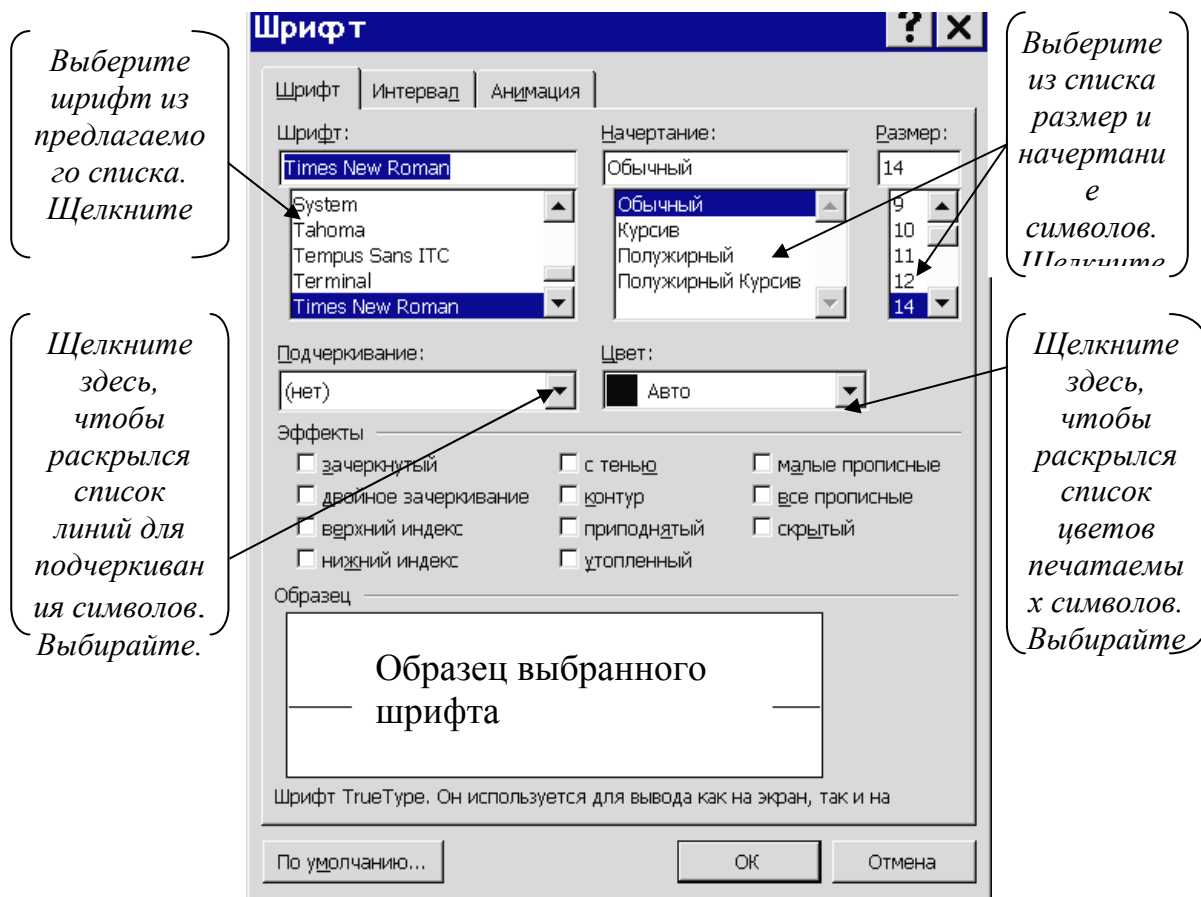 Шрифт
?
Выберите
шрифт из
предлагаемо
го списка.
Щелкните
Выберите
из списка
размер и
начертани
е
символов.
Щелкните
Шрифт
Интервал
Анимация
Шрифт:
Начертание:
Размер:
Times New Roman
Обычный
14
System
Tahoma
Tempus Sans ITC
Terminal
Times New Roman
Обычный
Курсив
Полужирный
Полужирный Курсив
9
10
11
12
14
Щелкните
здесь,
чтобы
раскрылся
список
линий для
подчеркиван
ия символов.
Выбирайте.
Щелкните
здесь,
чтобы
раскрылся
список
цветов
печатаемы
х символов.
Выбирайте
Подчеркивание:
Цвет:
(нет)
Авто
Эффекты
зачеркнутый
с тенью
малые прописные
двойное зачеркивание
контур
все прописные
верхний индекс
приподнятый
скрытый
нижний индекс
утопленный
Образец
Образец выбранного
шрифта
Шрифт TrueType. Он используется для вывода как на экран, так и на
По умолчанию...
ОК
Отмена